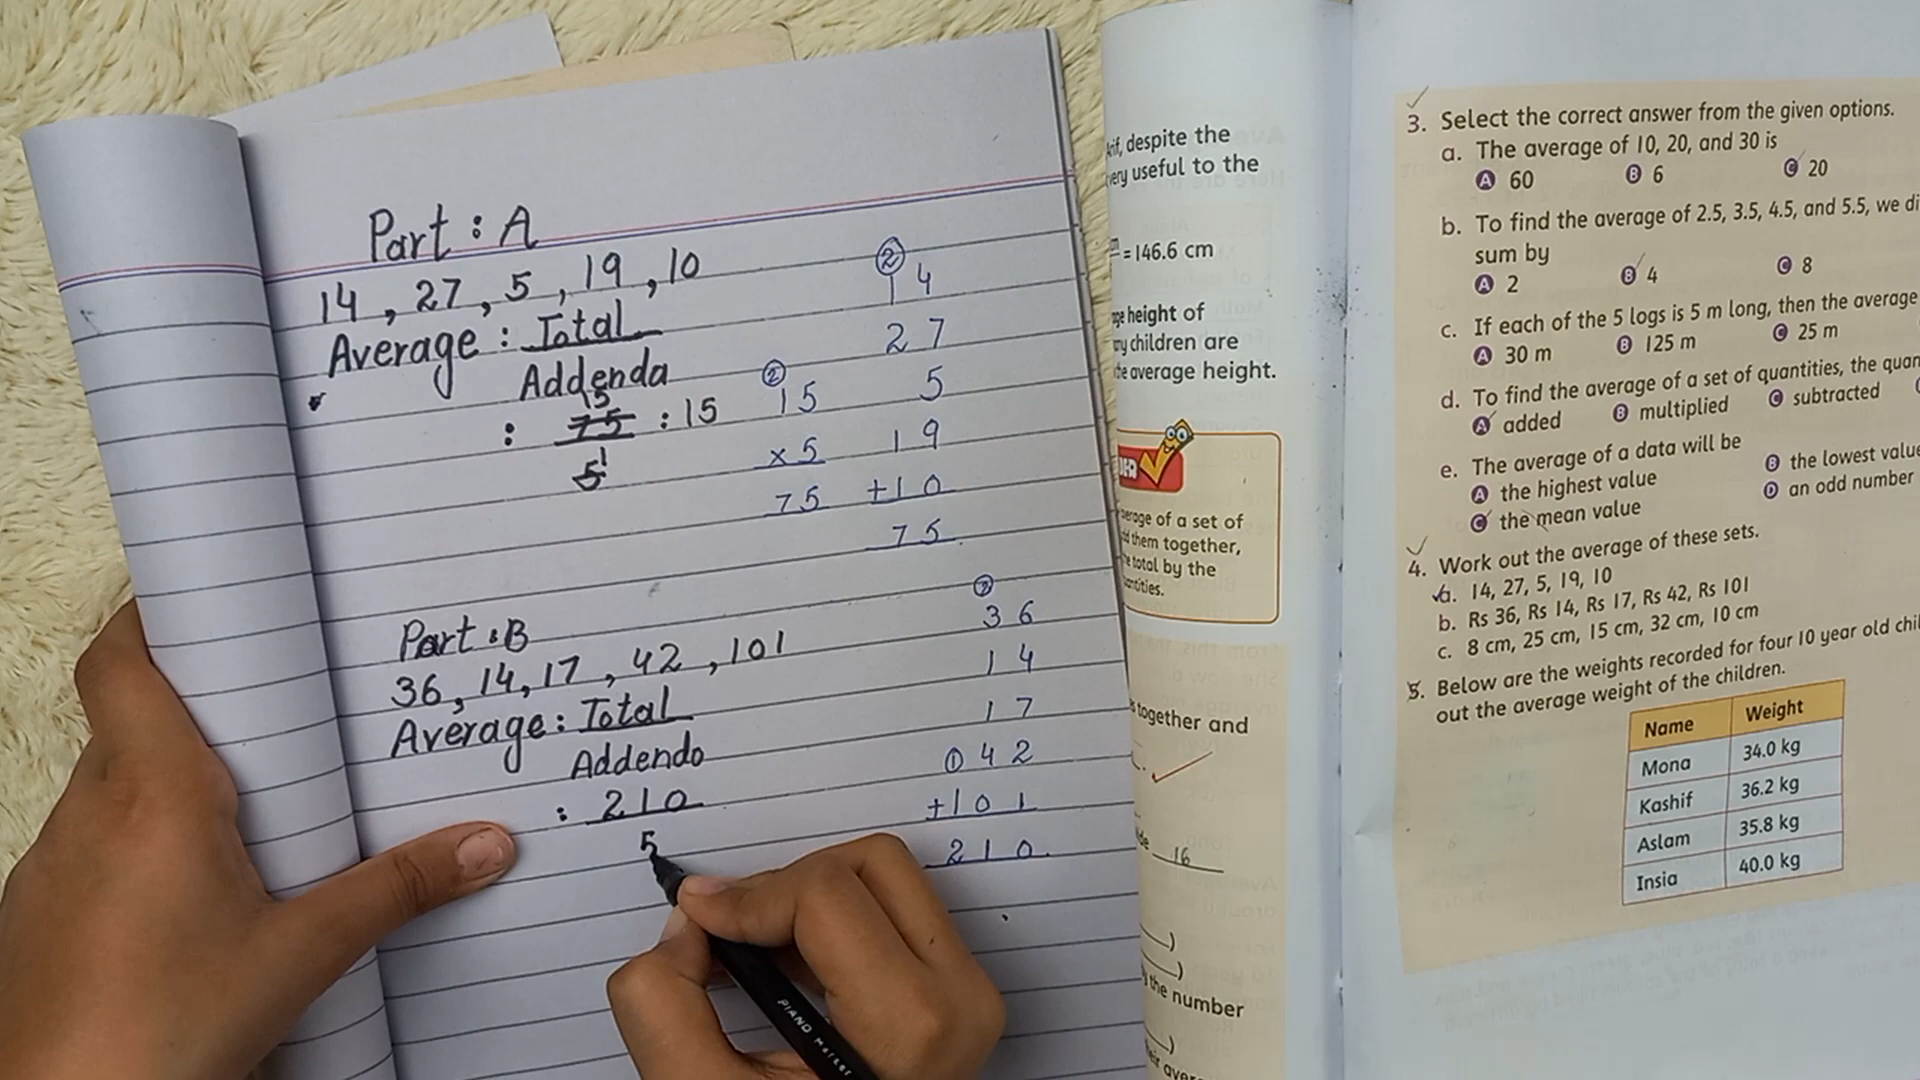 Part : A
14 , 27 , 5 , 19 , 10
Average : Total
Addenda
15
: 75 : 15
5 1
②
15
×5
75
②
14
27
5
19
+10
75
Part : B
36, 14, 17 , 42 , 101
Average : Total
Addendo
: 210
5
②
36
14
17
① 42
+101
210
despite the
very useful to the
= 146.6 cm
height of
children are
average height.
of a set of
them together,
total by the
together and
16
the number
3. Select the correct answer from the given options.
a. The average of 10, 20, and 30 is
A 60 B 6 C 20
b. To find the average of 2.5, 3.5, 4.5, and 5.5, we di
sum by
A 2 B 4 C 8
c. If each of the 5 logs is 5 m long, then the average
A 30 m B 125 m C 25 m
d. To find the average of a set of quantities, the quan
A added B multiplied C subtracted
e. The average of a data will be
A the highest value B the lowest value
C the mean value D an odd number
4. Work out the average of these sets.
a. 14, 27, 5, 19, 10
b. Rs 36, Rs 14, Rs 17, Rs 42, Rs 101
c. 8 cm, 25 cm, 15 cm, 32 cm, 10 cm
5. Below are the weights recorded for four 10 year old chil
out the average weight of the children.
Name Weight
Mona 34.0 kg
Kashif 36.2 kg
Aslam 35.8 kg
Insia 40.0 kg
PIANO Marker